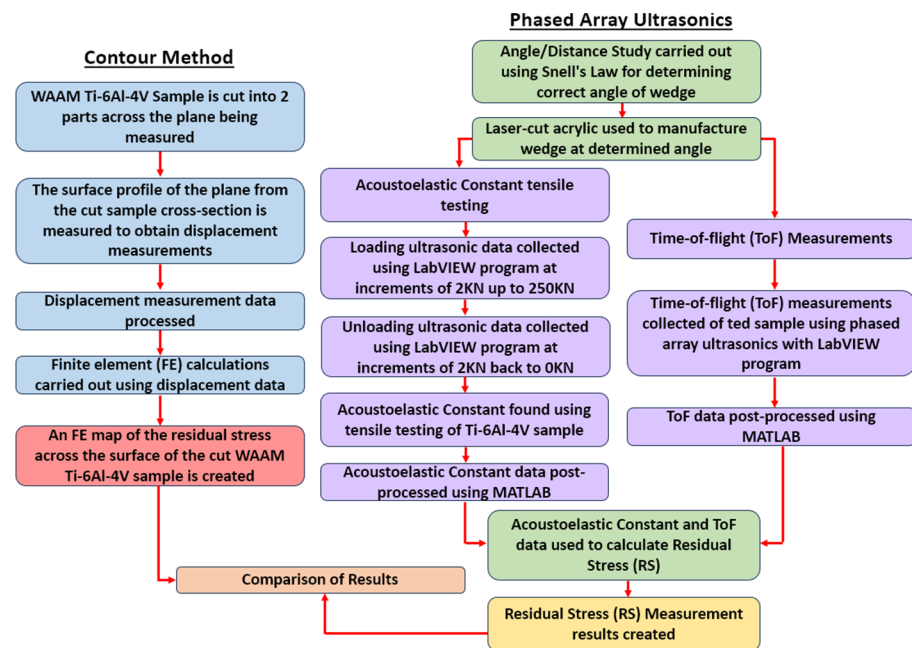 Contour Method
WAAM Ti-6Al-4V Sample is cut into 2
parts across the plane being
measured
The surface profile of the plane from
the cut sample cross-section is
measured to obtain displacement
measurements
Displacement measurement data
processed
Finite element (FE) calculations
carried out using displacement data
An FE map of the residual stress
across the surface of the cut WAAM
Ti-6Al-4V sample is created
Phased Array Ultrasonics
Angle/Distance Study carried out
using Snell's Law for determining
correct angle of wedge
Laser-cut acrylic used to manufacture
wedge at determined angle
Acoustoelastic Constant tensile
testing
Loading ultrasonic data collected
using LabVIEW program at
increments of 2KN up to 250KN
Unloading ultrasonic data collected
using LabVIEW program at
increments of 2KN back to 0KN
Acoustoelastic Constant found using
tensile testing of Ti-6Al-4V sample
Acoustoelastic Constant data post-
processed using MATLAB
Time-of-flight (ToF) Measurements
Time-of-flight (ToF) measurements
collected of ted sample using phased
array ultrasonics with LabVIEW
program
ToF data post-processed using
MATLAB
Acoustoelastic Constant and ToF
data used to calculate Residual
Stress (RS)
Residual Stress (RS) Measurement
results created
Comparison of Results